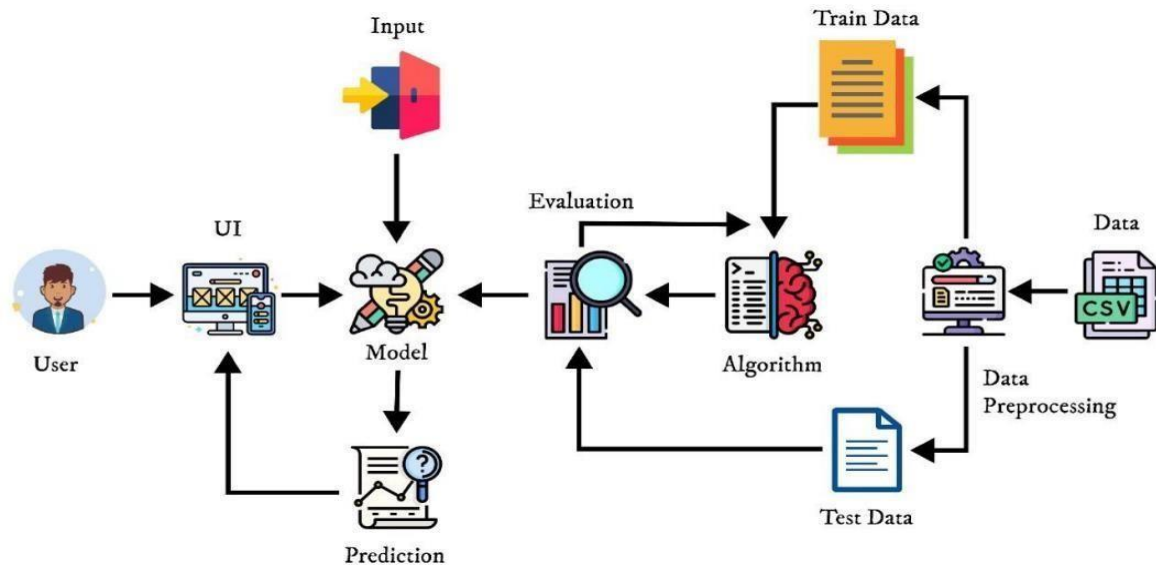 Input
Train Data
Evaluation
UI
Data
CSV
User
Model
Algorithm
Data
Preprocessing
Test Data
Prediction
>_
?